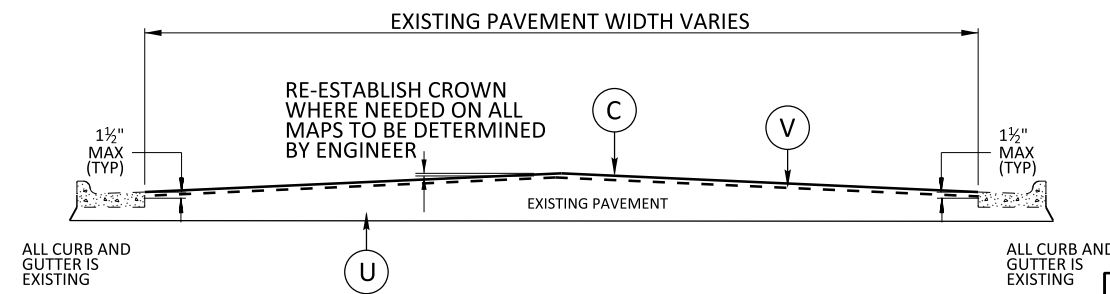 EXISTING PAVEMENT WIDTH VARIES
RE-ESTABLISH CROWN
WHERE NEEDED ON ALL
MAPS TO BE DETERMINED
BY ENGINEER
C
V
1½"
MAX
(TYP)
1½"
MAX
(TYP)
EXISTING PAVEMENT
ALL CURB AND
GUTTER IS
EXISTING
U
ALL CURB AND
GUTTER IS
EXISTING